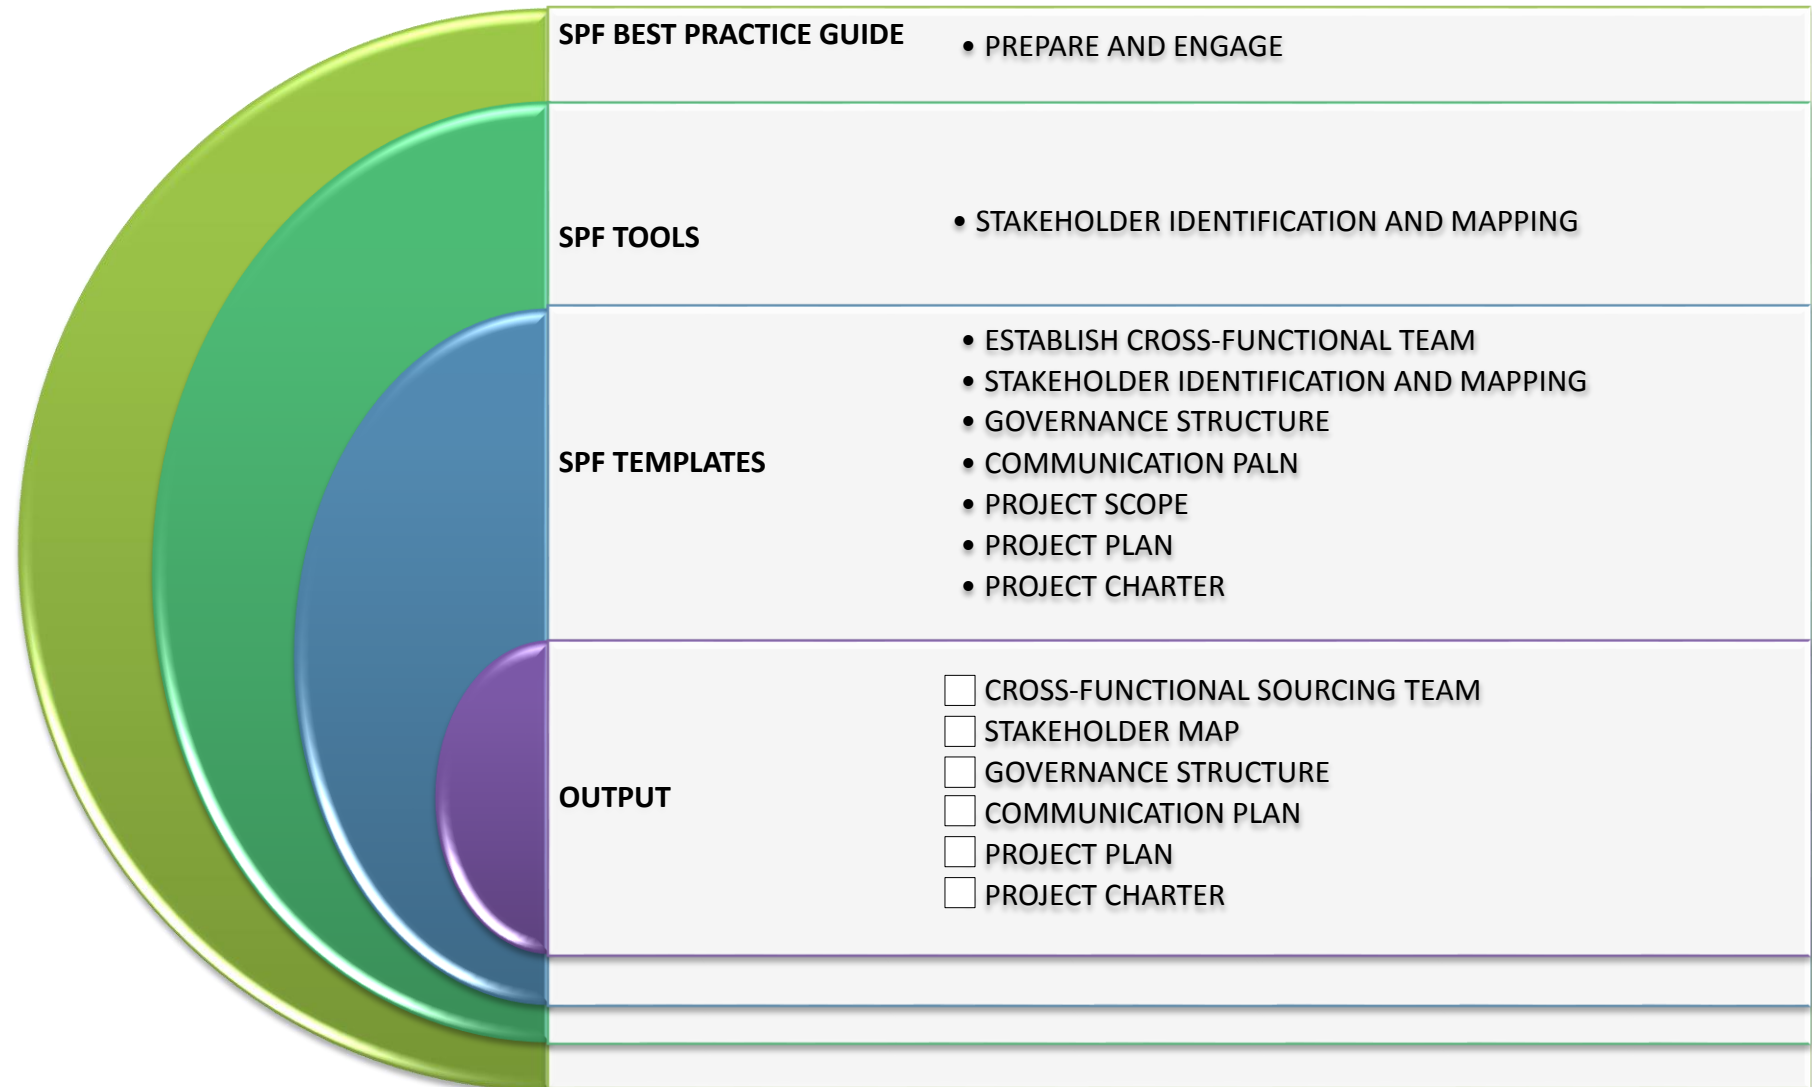 SPF BEST PRACTICE GUIDE
• PREPARE AND ENGAGE
SPF TOOLS
• STAKEHOLDER IDENTIFICATION AND MAPPING
SPF TEMPLATES
• ESTABLISH CROSS-FUNCTIONAL TEAM
• STAKEHOLDER IDENTIFICATION AND MAPPING
• GOVERNANCE STRUCTURE
• COMMUNICATION PALN
• PROJECT SCOPE
• PROJECT PLAN
• PROJECT CHARTER
OUTPUT
CROSS-FUNCTIONAL SOURCING TEAM
STAKEHOLDER MAP
GOVERNANCE STRUCTURE
COMMUNICATION PLAN
PROJECT PLAN
PROJECT CHARTER